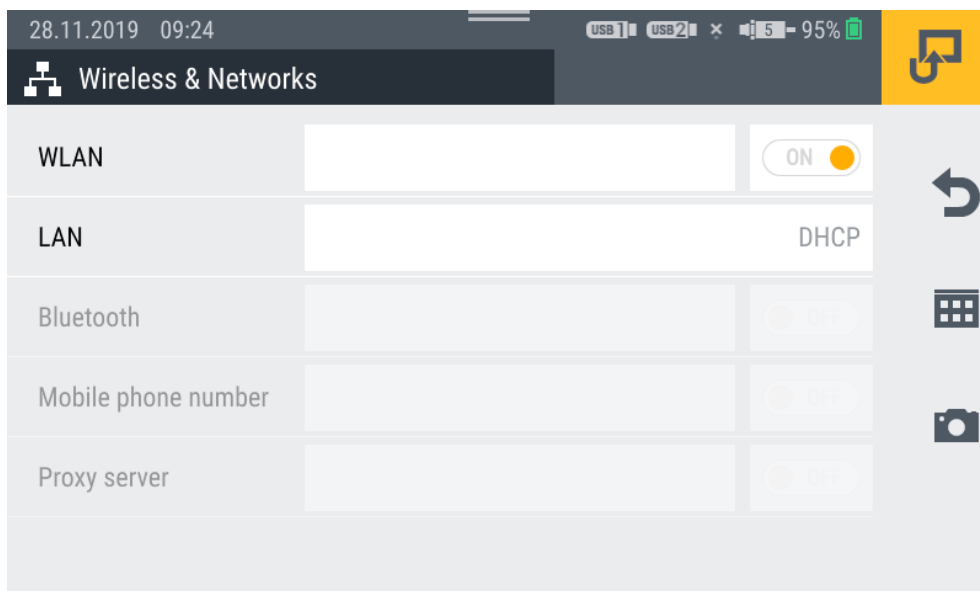 28.11.2019 09:24 USB 1 USB 2 5 95%
Wireless & Networks
WLAN ON
LAN DHCP
Bluetooth OFF
Mobile phone number OFF
Proxy server OFF